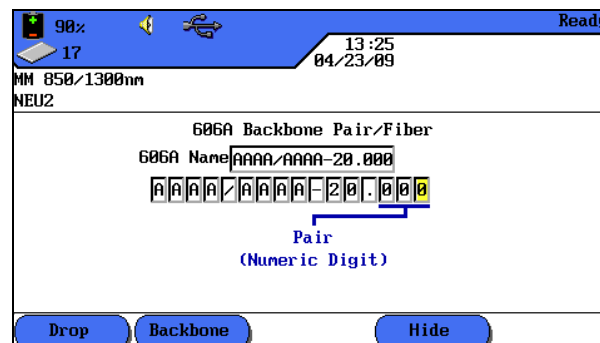 90%
Ready
17
13:25
04/23/09
MM 850/1300nm
NEU2
606A Backbone Pair/Fiber
606A Name AAAA/AAAA-20.000
AAAA/AAAA-20.000
Pair
(Numeric Digit)
Drop Backbone Hide